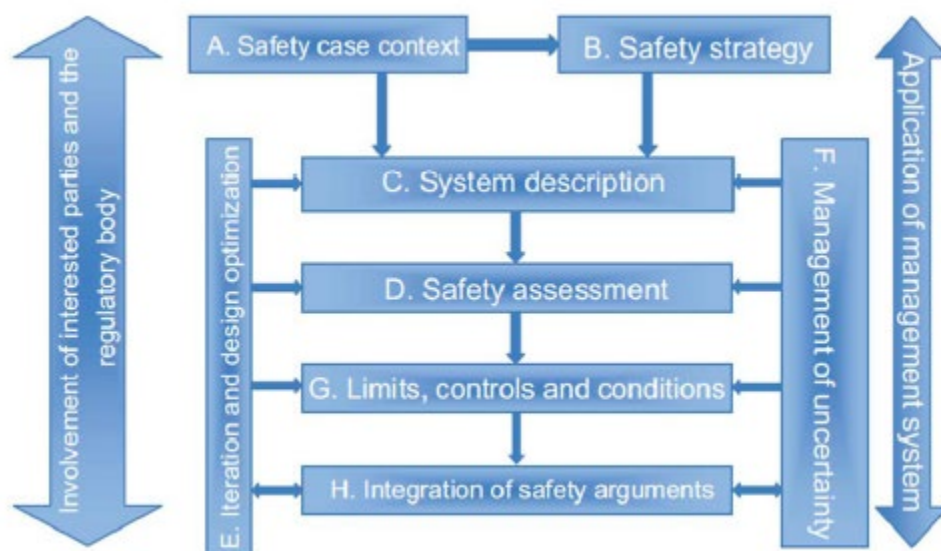 A. Safety case context
B. Safety strategy
Involvement of interested parties and the
regulatory body
Application of management system
E. Iteration and design optimization
F. Management of uncertainty
C. System description
D. Safety assessment
G. Limits, controls and conditions
H. Integration of safety arguments